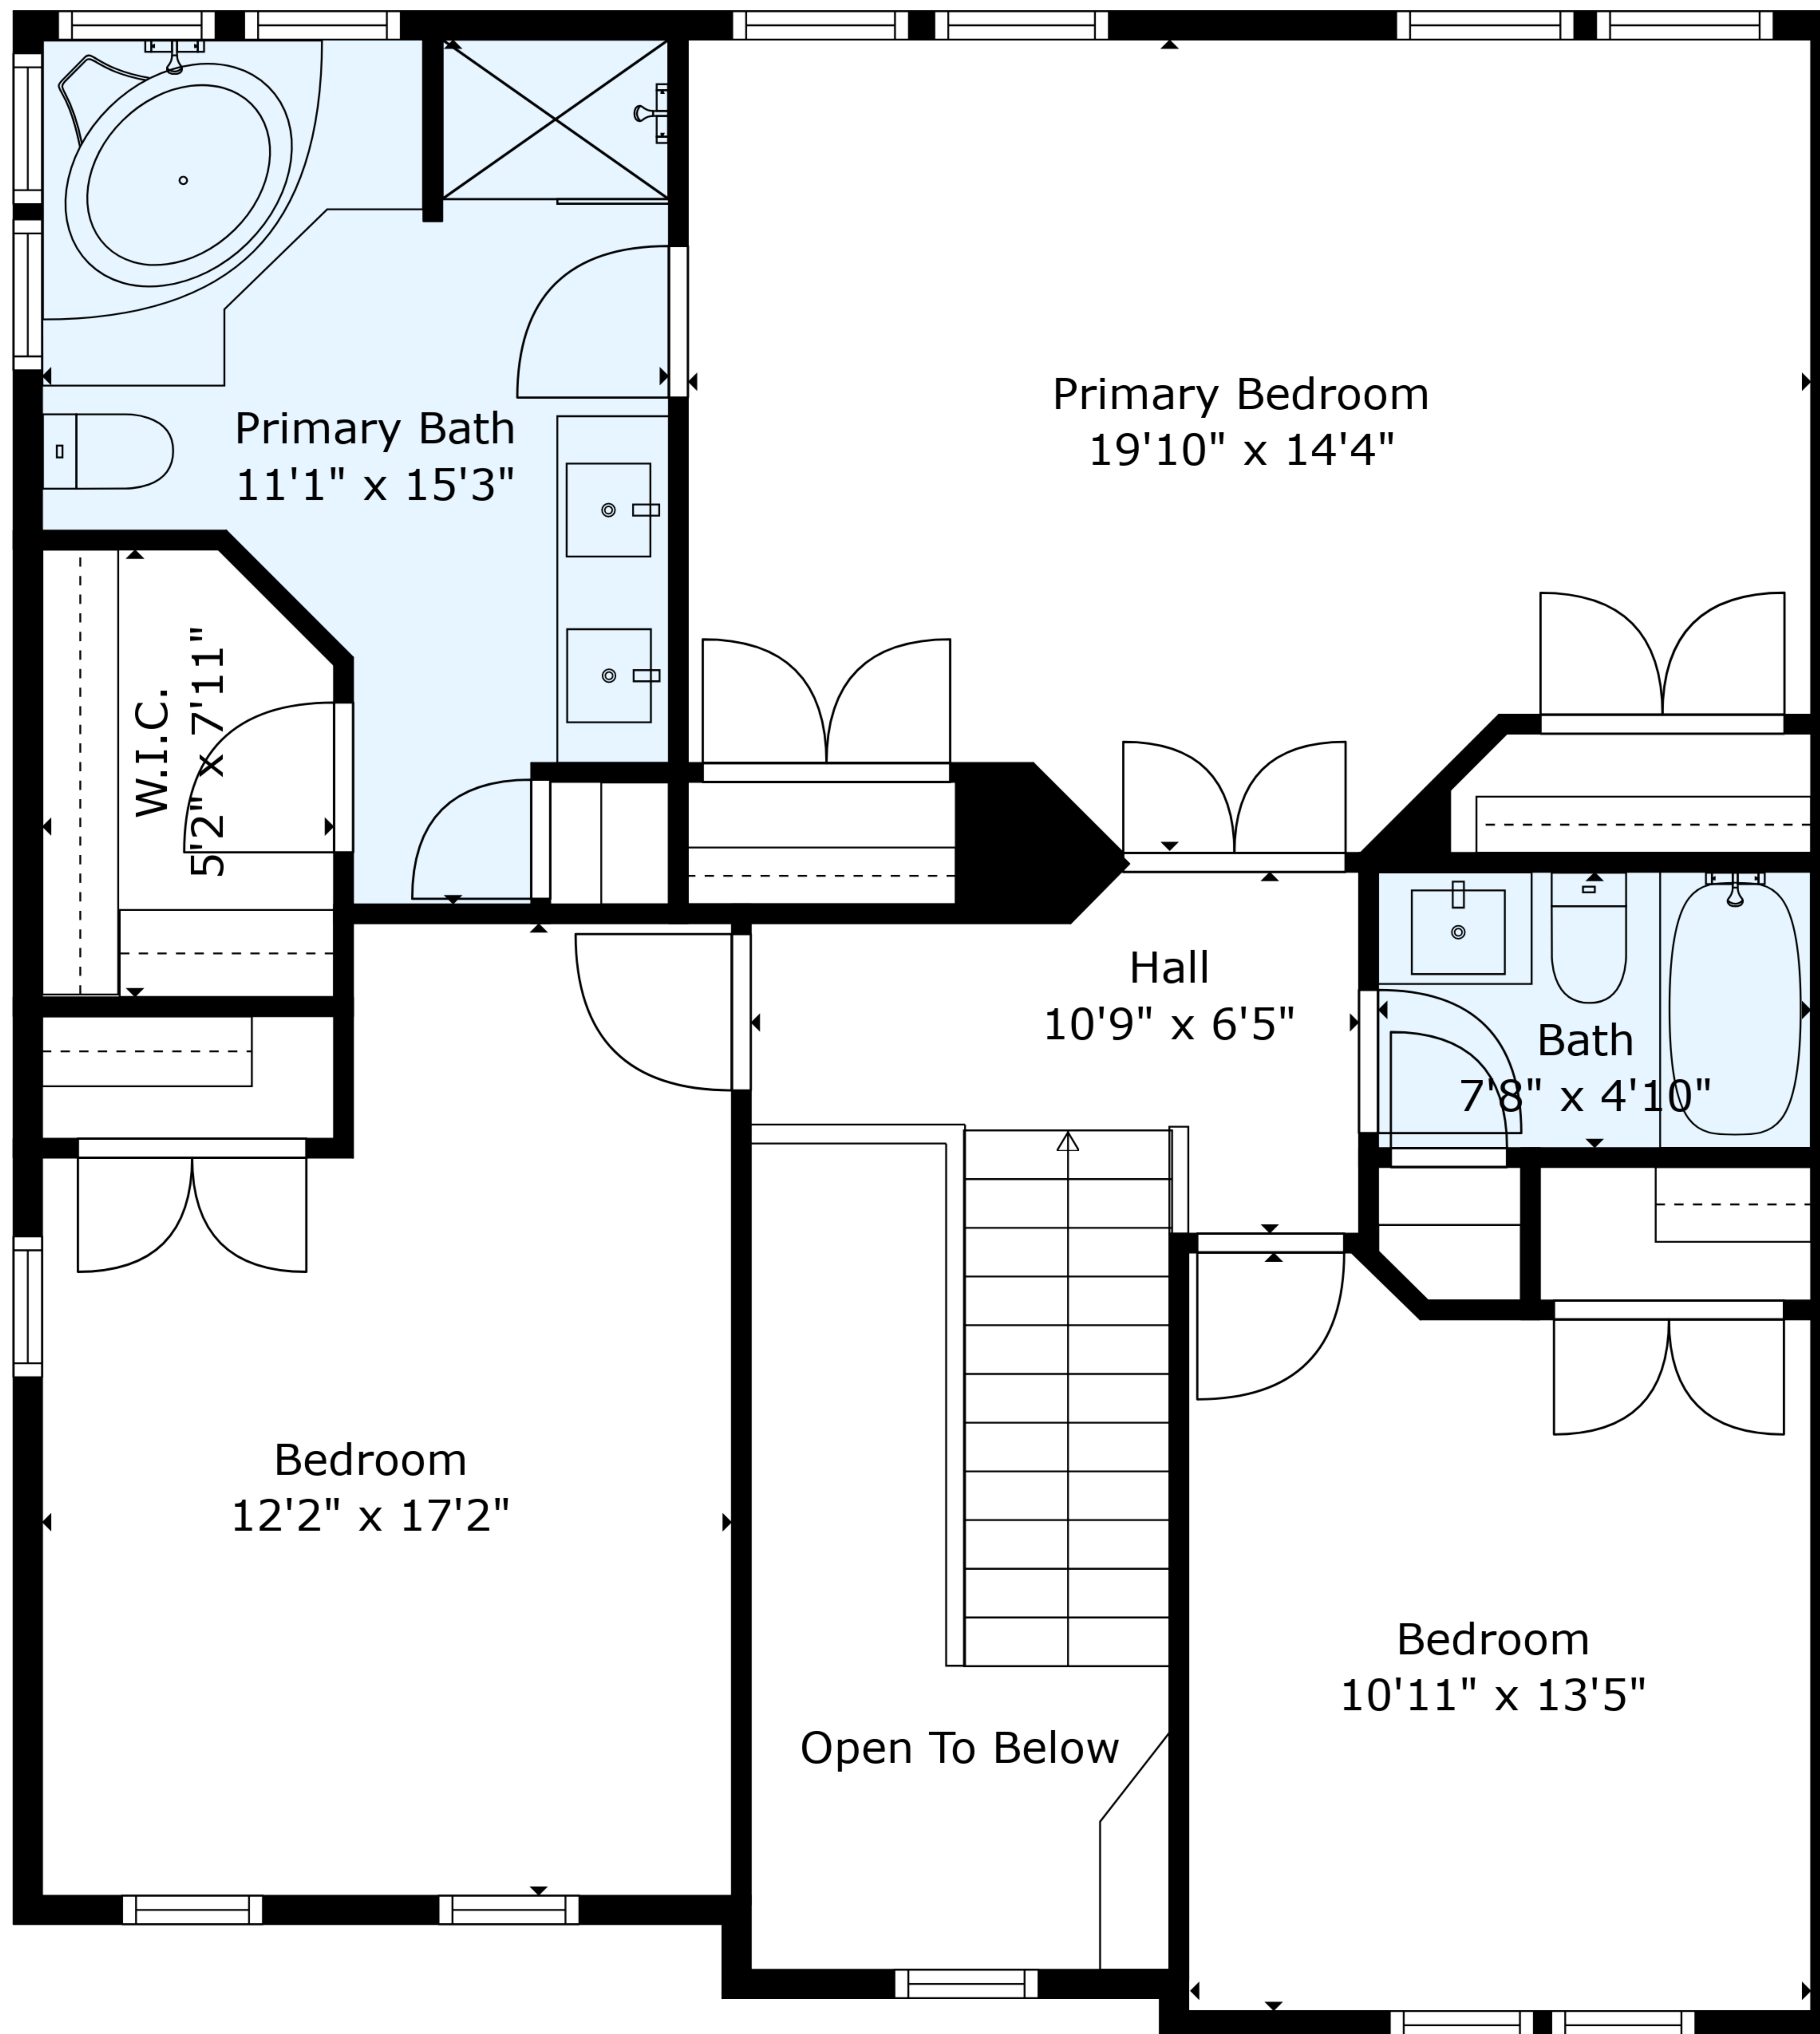 Primary Bath
11'1" x 15'3"
Primary Bedroom
19'10" x 14'4"
W.I.C.
5'2" x 7'11"
Hall
10'9" x 6'5"
Bath
7'8" x 4'10"
Bedroom
12'2" x 17'2"
Bedroom
10'11" x 13'5"
Open To Below